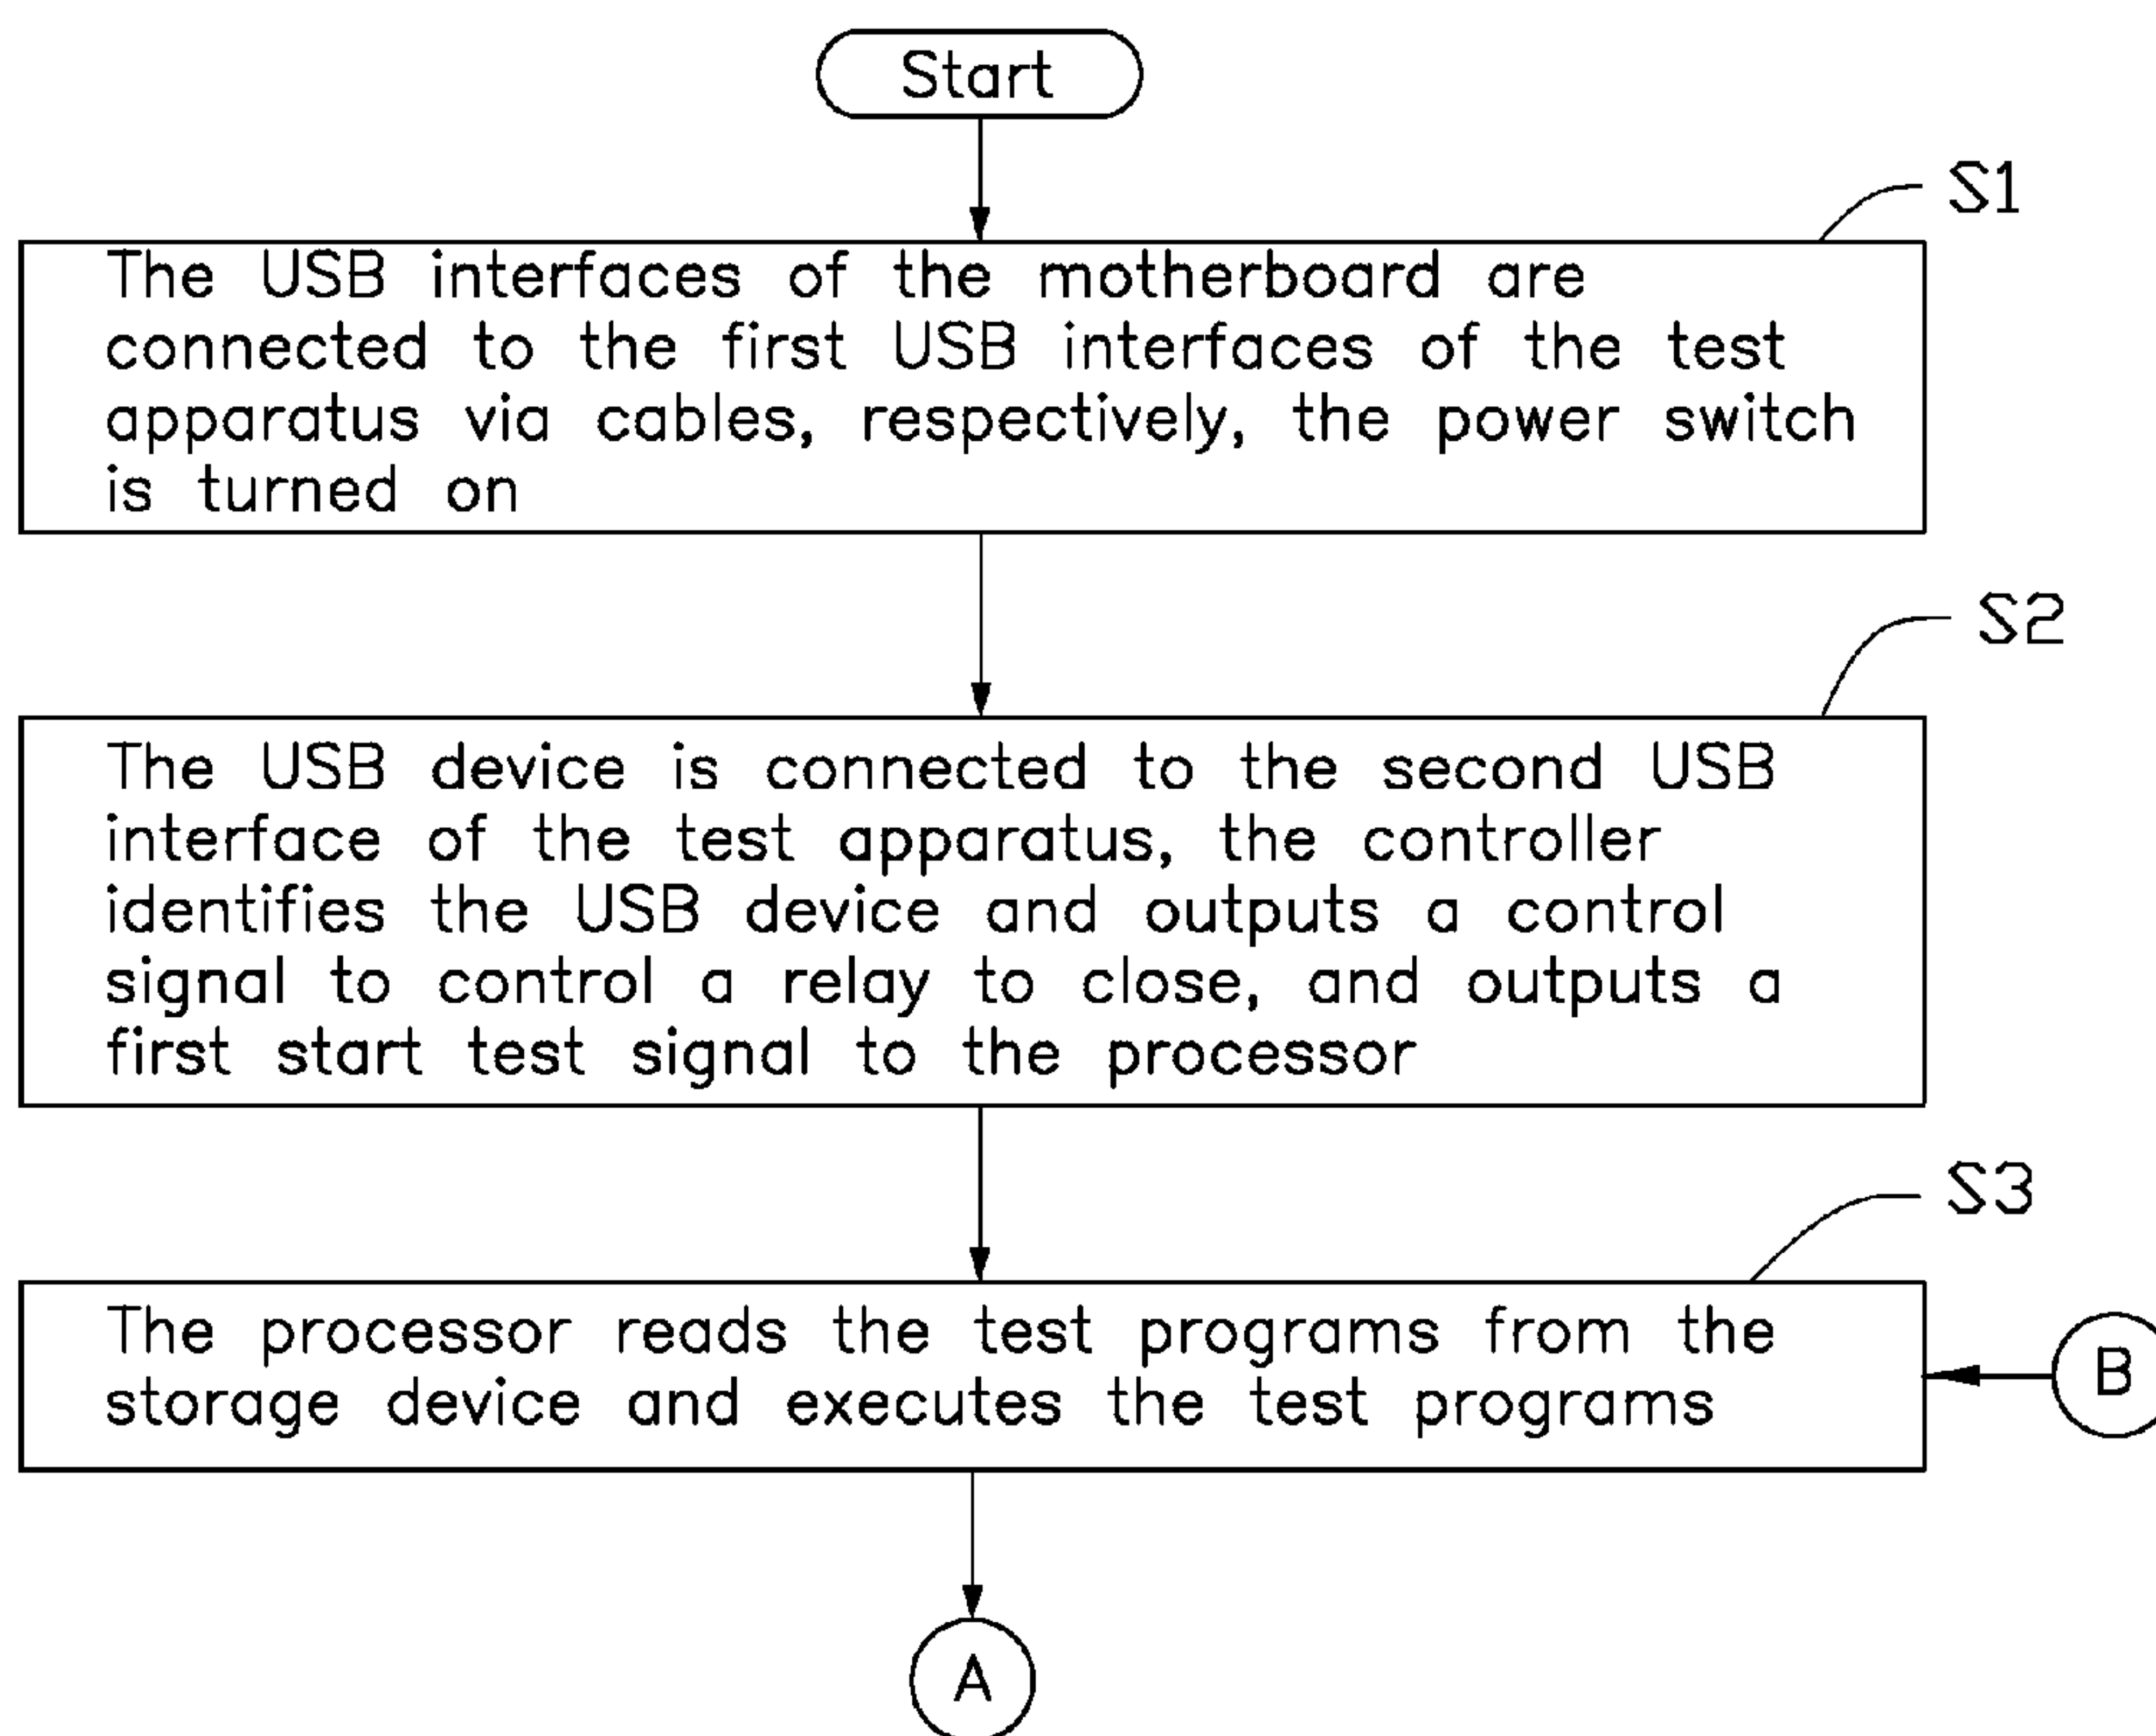 Start
S1
The USB interfaces of the motherboard are
connected to the first USB interfaces of the test
apparatus via cables, respectively, the power switch
is turned on
S2
The USB device is connected to the second USB
interface of the test apparatus, the controller
identifies the USB device and outputs a control
signal to control a relay to close, and outputs a
first start test signal to the processor
S3
The processor reads the test programs from the
storage device and executes the test programs
B
A